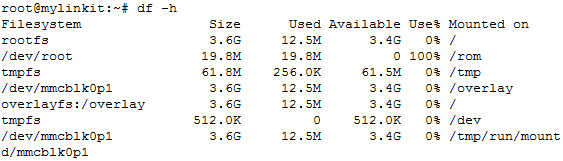 root@mylinkit:~# df -h
Filesystem                Size      Used Available Use% Mounted on
rootfs                    3.6G     12.5M      3.4G   0% /
/dev/root                19.8M     19.8M         0 100% /rom
tmpfs                    61.8M    256.0K     61.5M   0% /tmp
/dev/mmcblk0p1            3.6G     12.5M      3.4G   0% /overlay
overlayfs:/overlay        3.6G     12.5M      3.4G   0% /
tmpfs                   512.0K         0    512.0K   0% /dev
/dev/mmcblk0p1            3.6G     12.5M      3.4G   0% /tmp/run/mount
d/mmcblk0p1